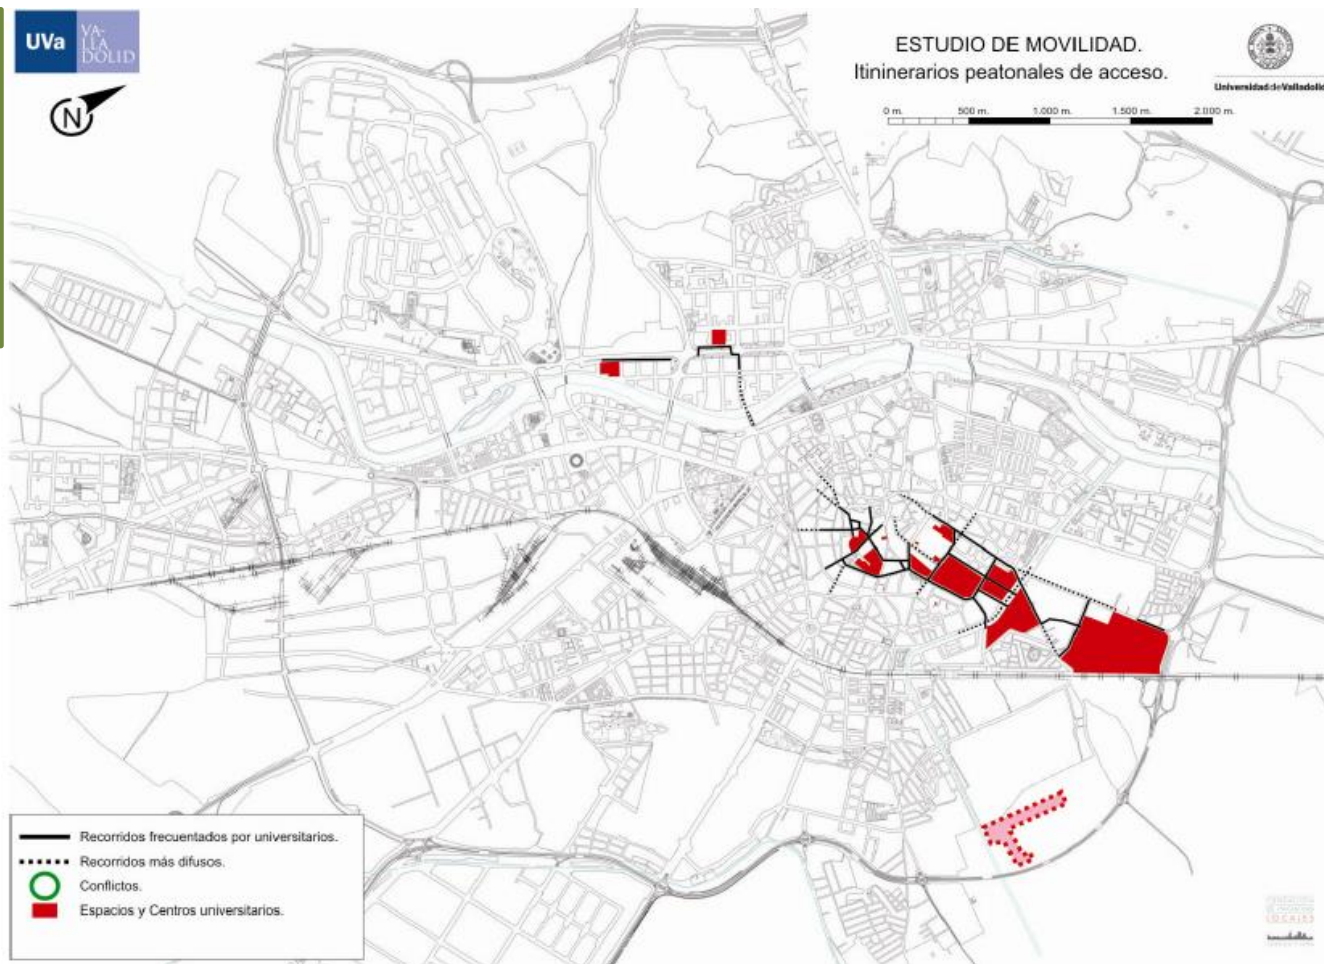 UVa
VA-
LLA
DOLID
N
ESTUDIO DE MOVILIDAD.
Itininerarios peatonales de acceso.
Universidad de Valladolid
0 m. 500 m. 1.000 m. 1.500 m. 2.000 m.
Recorridos frecuentados por universitarios.
Recorridos más difusos.
Conflictos.
Espacios y Centros universitarios.
LOCALES